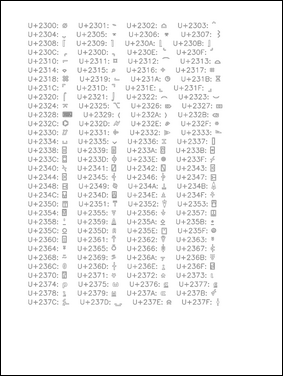 U+2300: ⌀ U+2301: ⌁ U+2302: ⌂ U+2303: ⌃
U+2304: ⌄ U+2305: ⌅ U+2306: ⌆ U+2307: ⌇
U+2308: ⌈ U+2309: ⌉ U+230A: ⌊ U+230B: ⌋
U+230C: ⌌ U+230D: ⌍ U+230E: ⌎ U+230F: ⌏
U+2310: ⌐ U+2311: ⌑ U+2312: ⌒ U+2313: ⌓
U+2314: ⌔ U+2315: ⌕ U+2316: ⌖ U+2317: ⌗
U+2318: ⌘ U+2319: ⌙ U+231A: ⌚ U+231B: ⌛
U+231C: ⌜ U+231D: ⌝ U+231E: ⌞ U+231F: ⌟
U+2320: ⌠ U+2321: ⌡ U+2322: ⌢ U+2323: ⌣
U+2324: ⌤ U+2325: ⌥ U+2326: ⌦ U+2327: ⌧
U+2328: ⌨ U+2329: 〈 U+232A: 〉 U+232B: ⌫
U+232C: ⌬ U+232D: ⌭ U+232E: ⌮ U+232F: ⌯
U+2330: ⌰ U+2331: ⌱ U+2332: ⌲ U+2333: ⌳
U+2334: ⌴ U+2335: ⌵ U+2336: ⌶ U+2337: ⌷
U+2338: ⌸ U+2339: ⌹ U+233A: ⌺ U+233B: ⌻
U+233C: ⌼ U+233D: ⌽ U+233E: ⌾ U+233F: ⌿
U+2340: ⍀ U+2341: ⍁ U+2342: ⍂ U+2343: ⍃
U+2344: ⍄ U+2345: ⍅ U+2346: ⍆ U+2347: ⍇
U+2348: ⍈ U+2349: ⍉ U+234A: ⍊ U+234B: ⍋
U+234C: ⍌ U+234D: ⍍ U+234E: ⍎ U+234F: ⍏
U+2350: ⍐ U+2351: ⍑ U+2352: ⍒ U+2353: ⍓
U+2354: ⍔ U+2355: ⍕ U+2356: ⍖ U+2357: ⍗
U+2358: ⍘ U+2359: ⍙ U+235A: ⍚ U+235B: ⍛
U+235C: ⍜ U+235D: ⍝ U+235E: ⍞ U+235F: ⍟
U+2360: ⍠ U+2361: ⍡ U+2362: ⍢ U+2363: ⍣
U+2364: ⍤ U+2365: ⍥ U+2366: ⍦ U+2367: ⍧
U+2368: ⍨ U+2369: ⍩ U+236A: ⍪ U+236B: ⍫
U+236C: ⍬ U+236D: ⍭ U+236E: ⍮ U+236F: ⍯
U+2370: ⍰ U+2371: ⍱ U+2372: ⍲ U+2373: ⍳
U+2374: ⍴ U+2375: ⍵ U+2376: ⍶ U+2377: ⍷
U+2378: ⍸ U+2379: ⍹ U+237A: ⍺ U+237B: ⍻
U+237C: ⍼ U+237D: ⍽ U+237E: ⍾ U+237F: ⍿